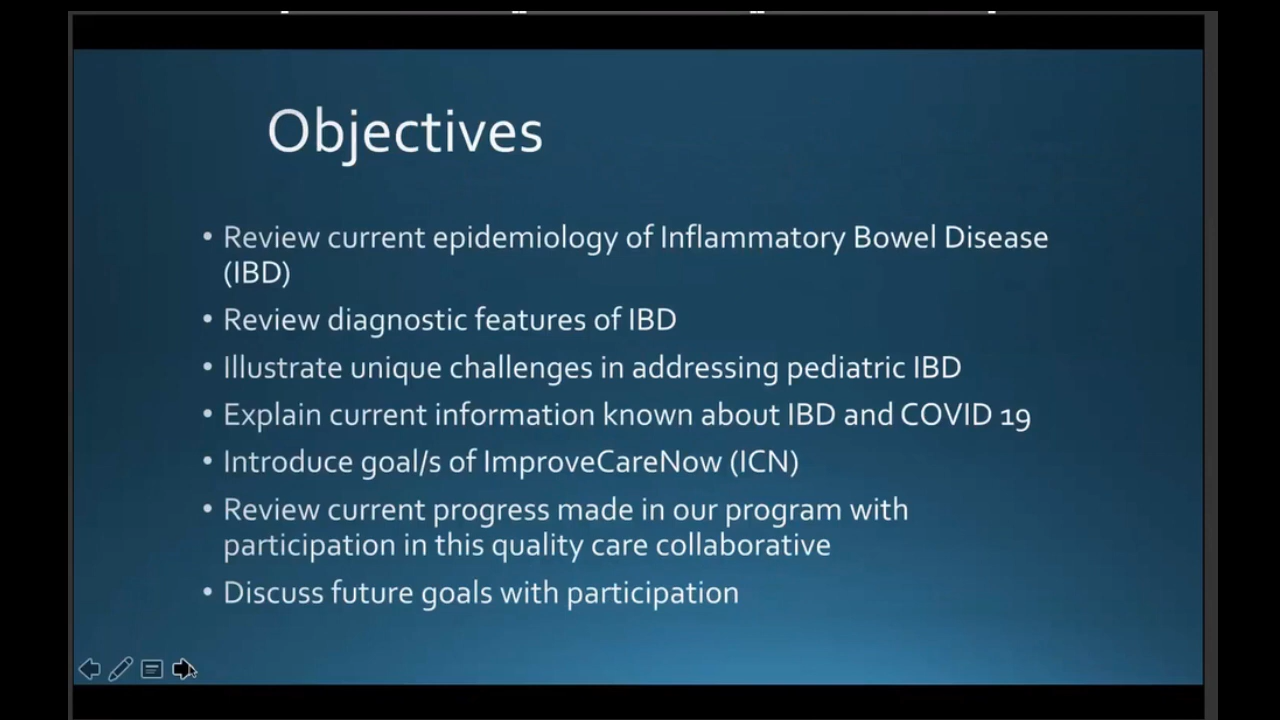 Objectives
• Review current epidemiology of Inflammatory Bowel Disease
(IBD)
• Review diagnostic features of IBD
• Illustrate unique challenges in addressing pediatric IBD
• Explain current information known about IBD and COVID 19
• Introduce goal/s of ImproveCareNow (ICN)
• Review current progress made in our program with
participation in this quality care collaborative
• Discuss future goals with participation